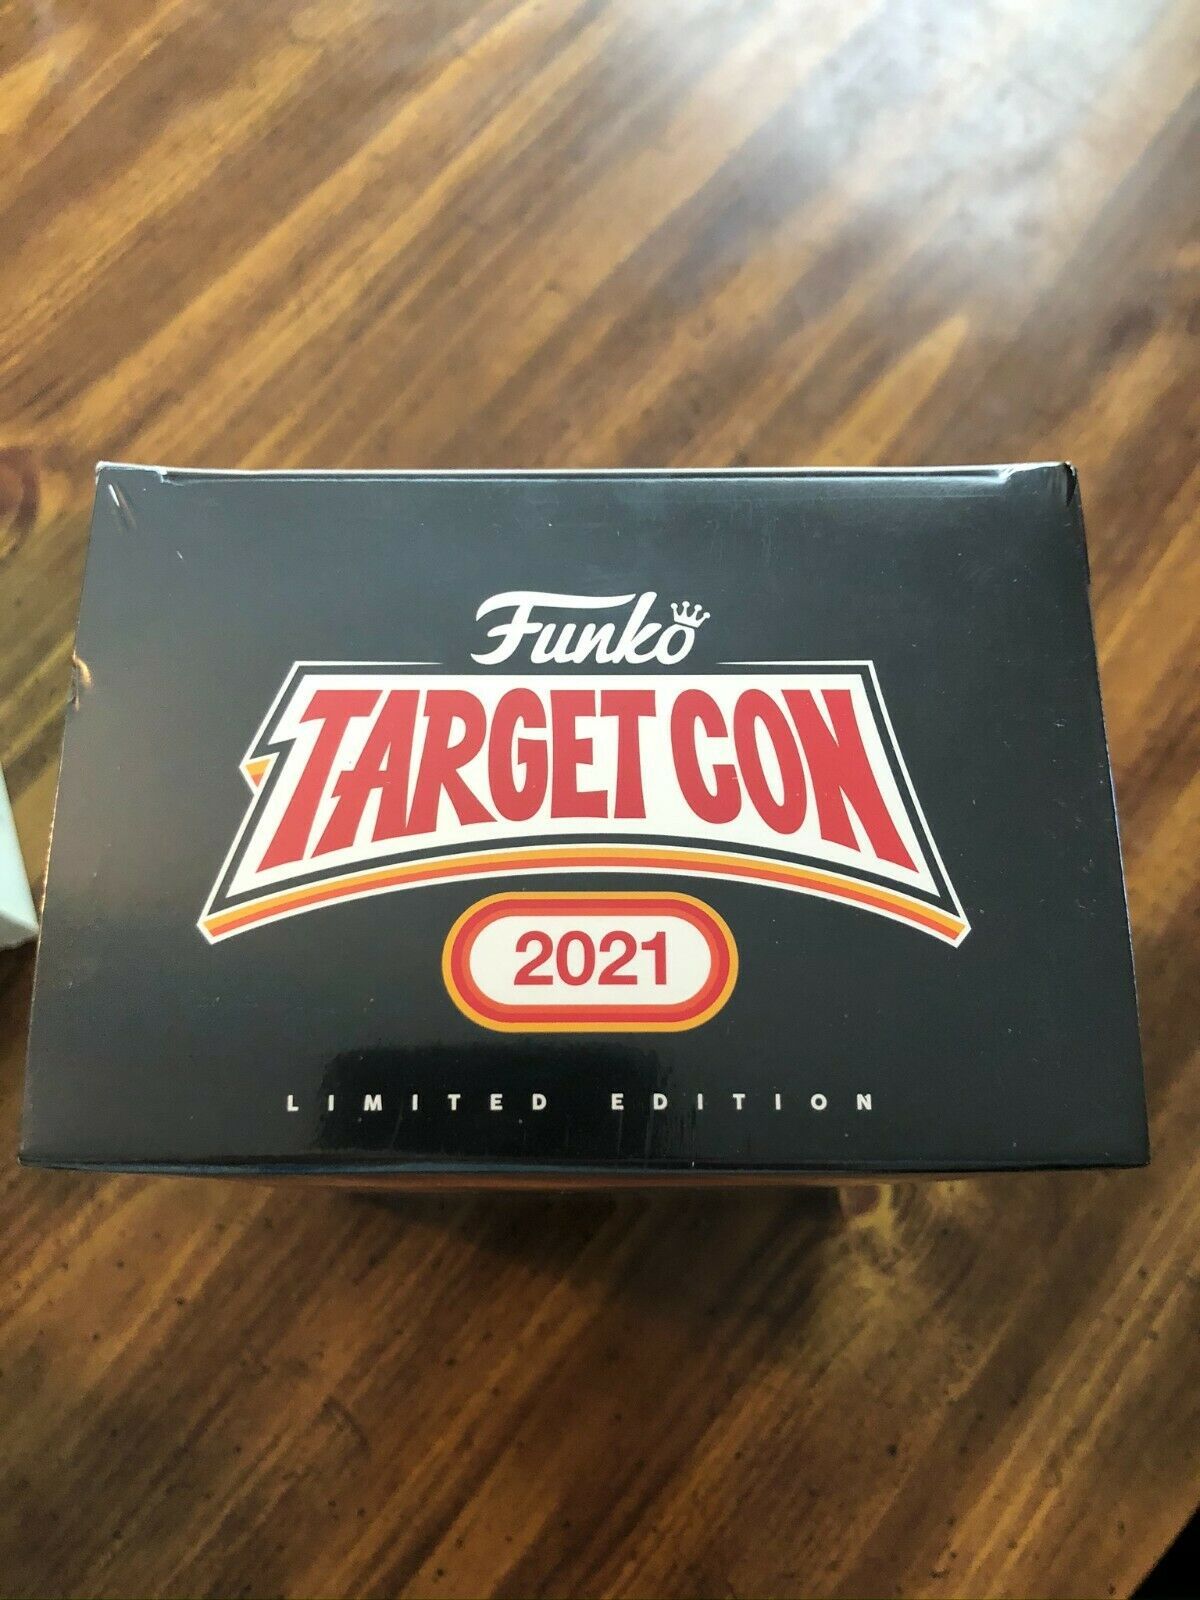 Funko
TARGET CON
2021
LIMITED EDITION